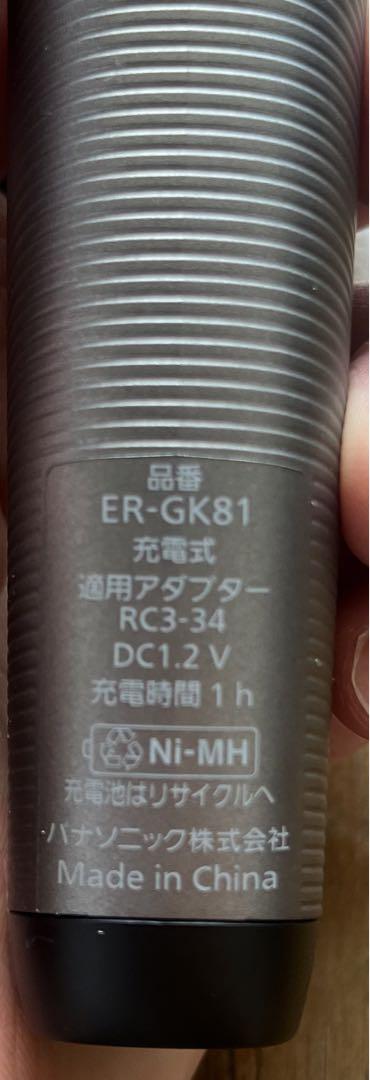 品番
ER-GK81
充電式
適用アダプター
RC3-34
DC1.2 V
充電時間 1 h
Ni-MH
充電池はリサイクルへ
パナソニック株式会社
Made in China